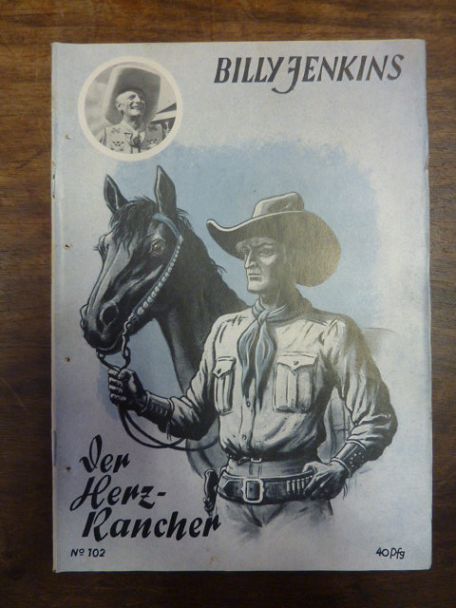 BILLY JENKINS
Der
Herz-
Rancher
Nº 102
40 Pfg